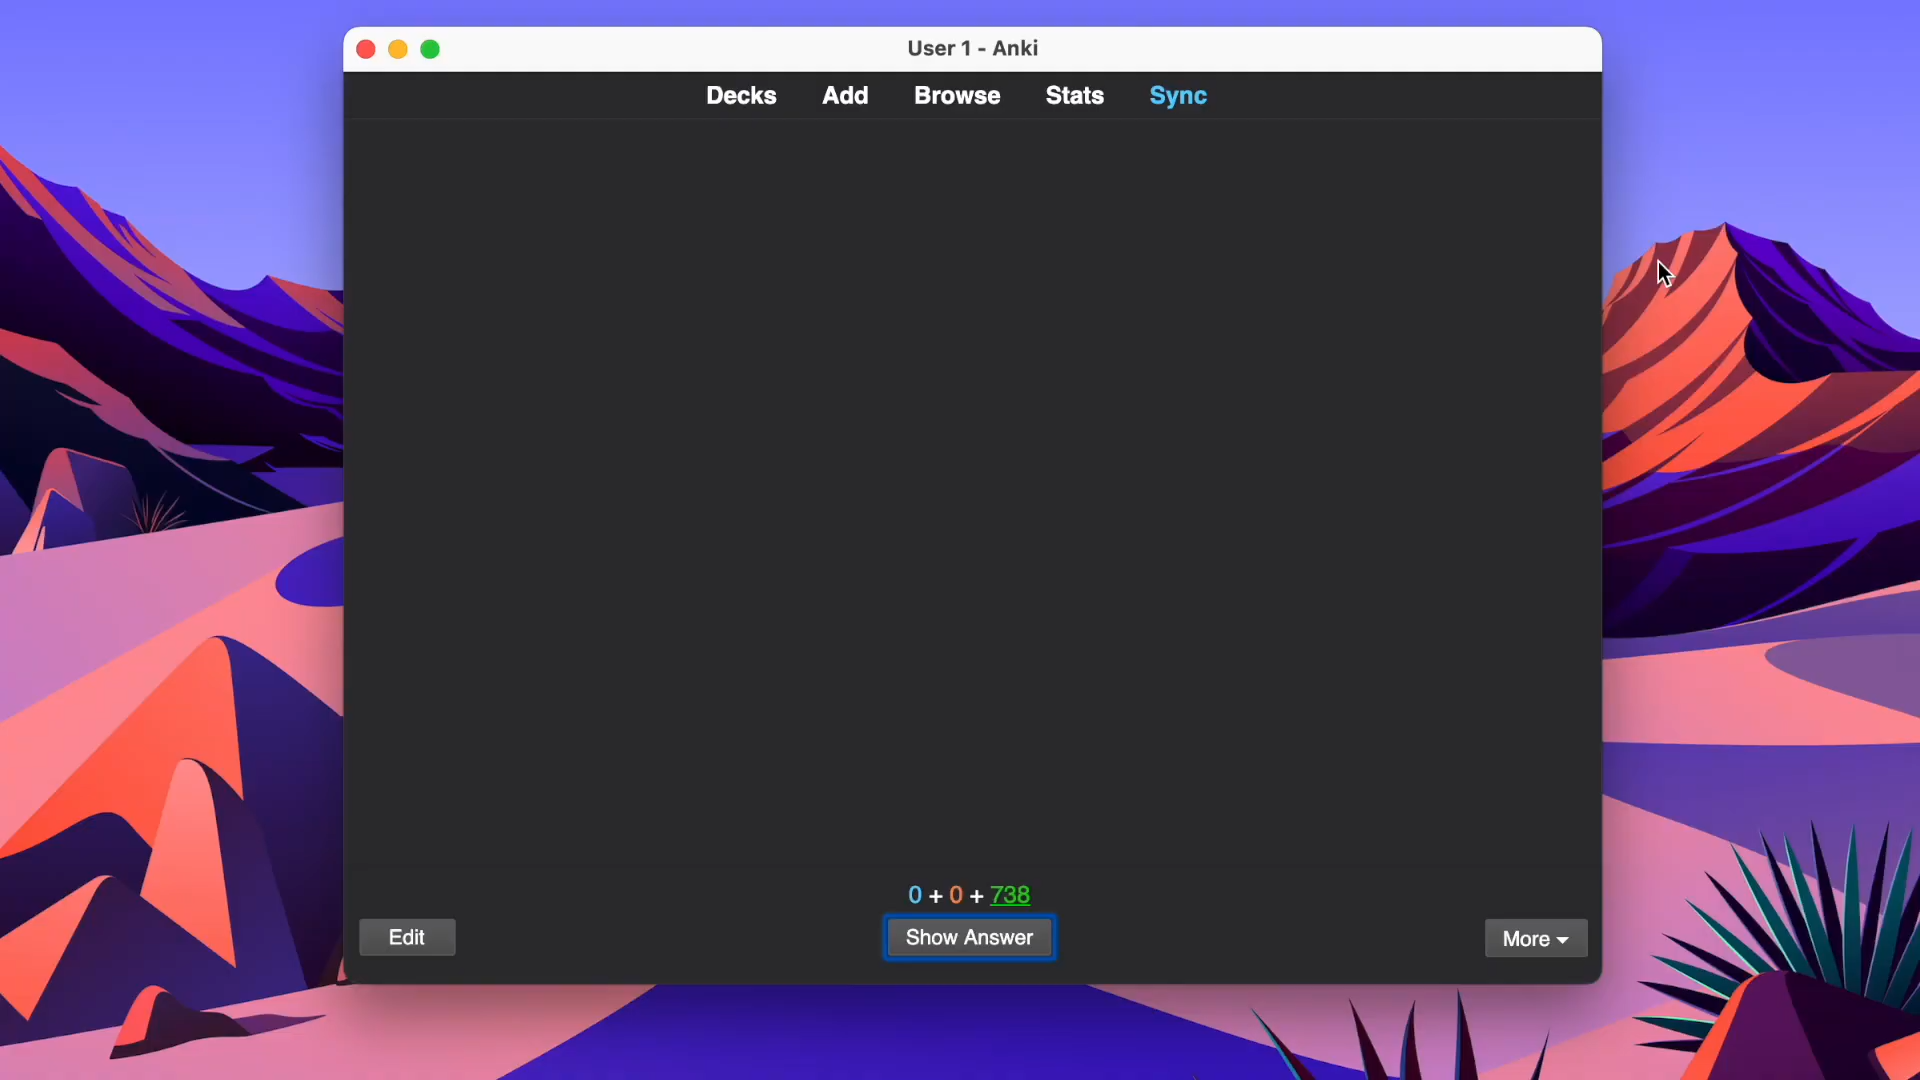 User 1 - Anki
Decks Add Browse Stats Sync
0 + 0 + 738
Edit Show Answer More